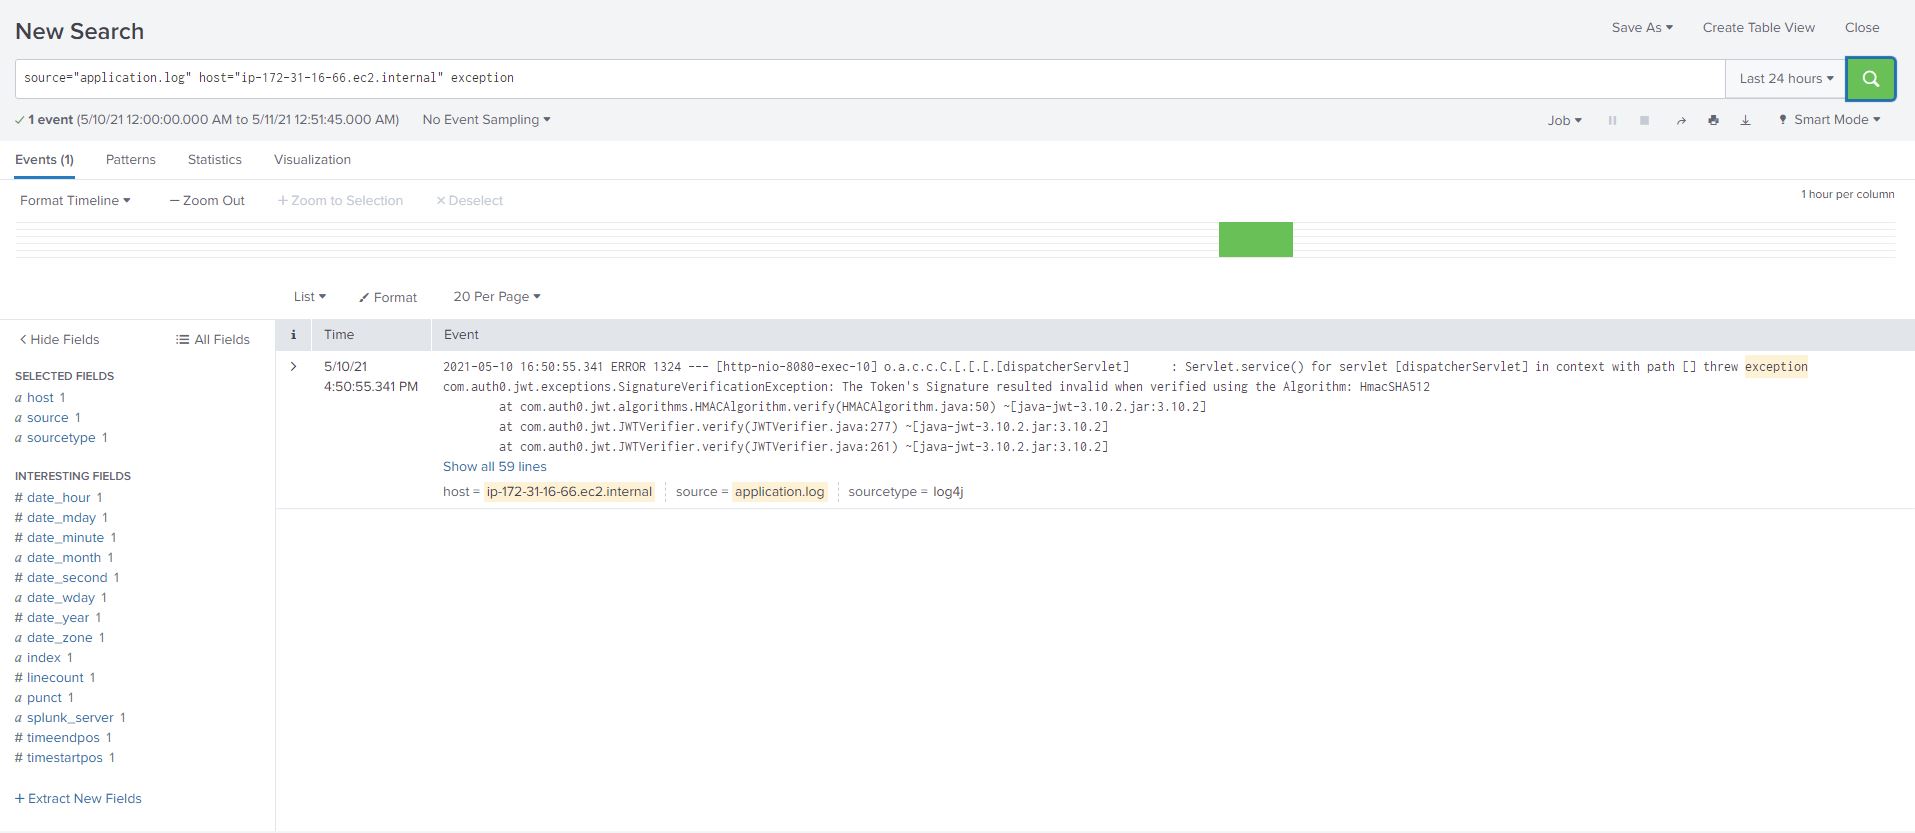 New Search
Save As Create Table View Close
source="application.log" host="ip-172-31-16-66.ec2.internal" exception
Last 24 hours
1 event (5/10/21 12:00:00.000 AM to 5/11/21 12:51:45.000 AM) No Event Sampling
Job Smart Mode
Events (1) Patterns Statistics Visualization
Format Timeline — Zoom Out + Zoom to Selection × Deselect
1 hour per column
List Format 20 Per Page
< Hide Fields All Fields
i Time Event
SELECTED FIELDS
a host 1
a source 1
a sourcetype 1
INTERESTING FIELDS
# date_hour 1
# date_mday 1
# date_minute 1
a date_month 1
# date_second 1
a date_wday 1
# date_year 1
a date_zone 1
a index 1
# linecount 1
a punct 1
a splunk_server 1
# timeendpos 1
# timestartpos 1
+ Extract New Fields
5/10/21
4:50:55.341 PM
2021-05-10 16:50:55.341 ERROR 1324 --- [http-nio-8080-exec-10] o.a.c.c.C.[.[.[.[dispatcherServlet] : Servlet.service() for servlet [dispatcherServlet] in context with path [] threw exception
com.auth0.jwt.exceptions.SignatureVerificationException: The Token's Signature resulted invalid when verified using the Algorithm: HmacSHA512
at com.auth0.jwt.algorithms.HMACAlgorithm.verify(HMACAlgorithm.java:50) ~[java-jwt-3.10.2.jar:3.10.2]
at com.auth0.jwt.JWTVerifier.verify(JWTVerifier.java:277) ~[java-jwt-3.10.2.jar:3.10.2]
at com.auth0.jwt.JWTVerifier.verify(JWTVerifier.java:261) ~[java-jwt-3.10.2.jar:3.10.2]
Show all 59 lines
host = ip-172-31-16-66.ec2.internal source = application.log sourcetype = log4j